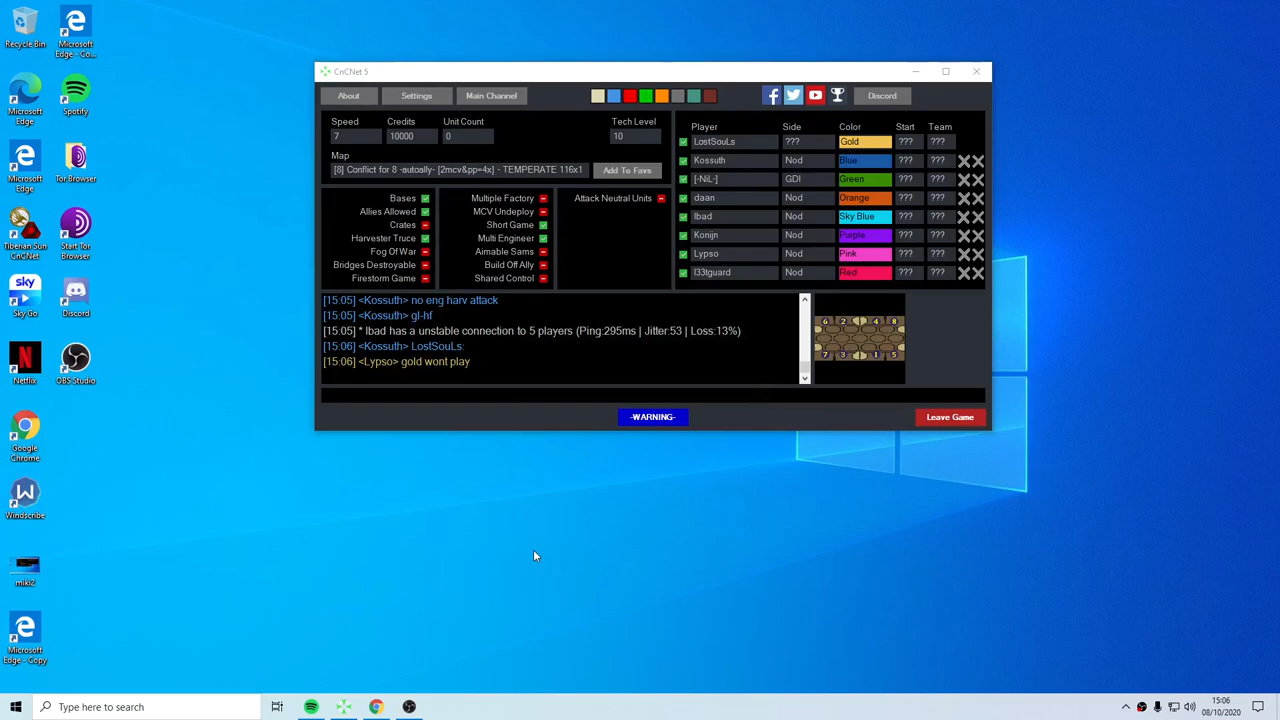 Recycle Bin
Microsoft
Edge - Co...
Microsoft
Edge
Spotify
Microsoft
Edge
Tor Browser
Tiberian Sun
CnCNet
Start Tor
Browser
Sky Go
Discord
Netflix
OBS Studio
Google
Chrome
Windscribe
miki2
Microsoft
Edge - Copy
CnCNet 5
About Settings Main Channel Discord
Speed Credits Unit Count Tech Level
7 10000 0 10
Map
[8] Conflict for 8 -autoally- [2mcv&pp=4x] - TEMPERATE 116x1 Add To Favs
Bases Multiple Factory Attack Neutral Units
Allies Allowed MCV Undeploy
Crates Short Game
Harvester Truce Multi Engineer
Fog Of War Aimable Sams
Bridges Destroyable Build Off Ally
Firestorm Game Shared Control
Player Side Color Start Team
LostSouLs ??? Gold ??? ???
Kossuth Nod Blue ??? ???
[-NiL-] GDI Green ??? ???
daan Nod Orange ??? ???
Ibad Nod Sky Blue ??? ???
Konijn Nod Purple ??? ???
Lypso Nod Pink ??? ???
l33tguard Nod Red ??? ???
[15:05] <Kossuth> no eng harv attack
[15:05] <Kossuth> gl-hf
[15:05] * Ibad has a unstable connection to 5 players (Ping:295ms | Jitter:53 | Loss:13%)
[15:06] <Kossuth> LostSouLs:
[15:06] <Lypso> gold wont play
6 2 4 8
7 3 1 5
-WARNING-
Leave Game
Type here to search
15:06
08/10/2020